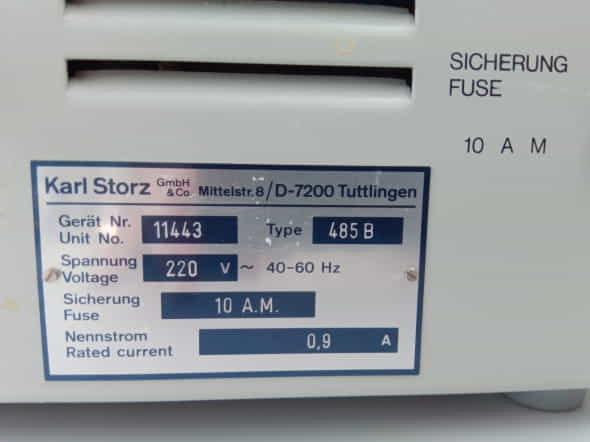 SICHERUNG
FUSE
10 A M
Karl Storz GmbH & Co. Mittelstr. 8 / D-7200 Tuttlingen
Gerät Nr.
Unit No. 11443 Type 485 B
Spannung
Voltage 220 V ~ 40-60 Hz
Sicherung
Fuse 10 A.M.
Nennstrom
Rated current 0,9 A